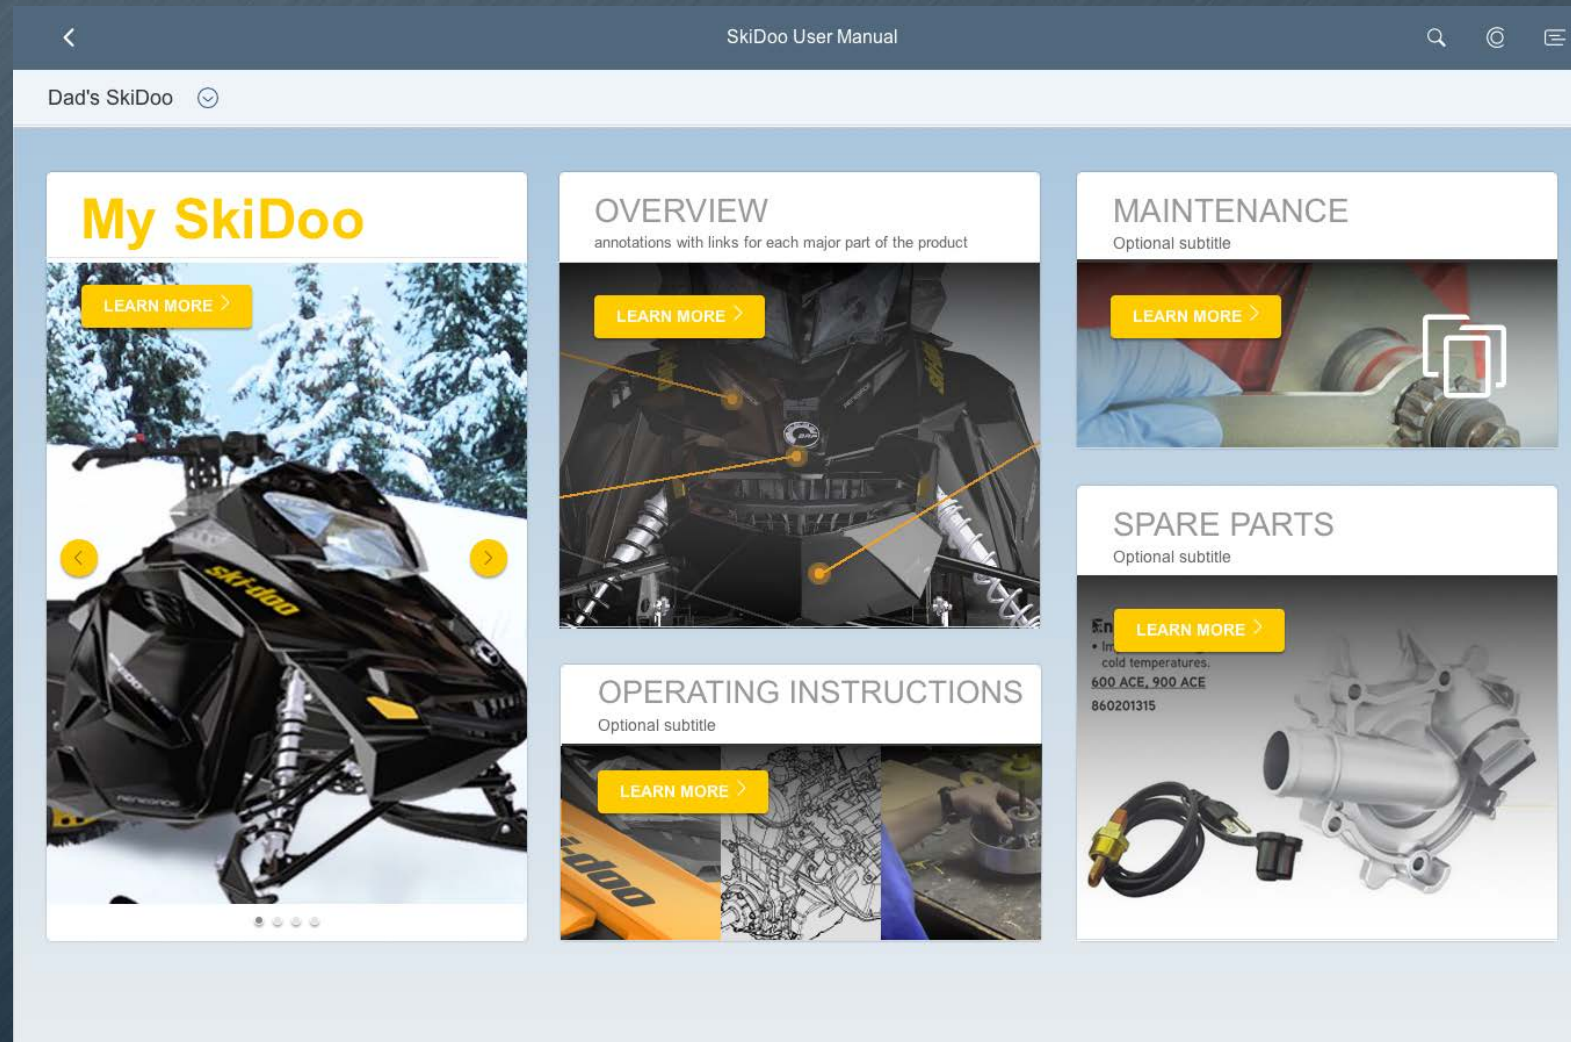 SkiDoo User Manual
Dad's SkiDoo
My SkiDoo
LEARN MORE
ski-doo
RENEGADE
OVERVIEW
annotations with links for each major part of the product
LEARN MORE
OPERATING INSTRUCTIONS
Optional subtitle
LEARN MORE
i-doo
MAINTENANCE
Optional subtitle
LEARN MORE
SPARE PARTS
Optional subtitle
LEARN MORE
cold temperatures.
600 ACE, 900 ACE
860201315